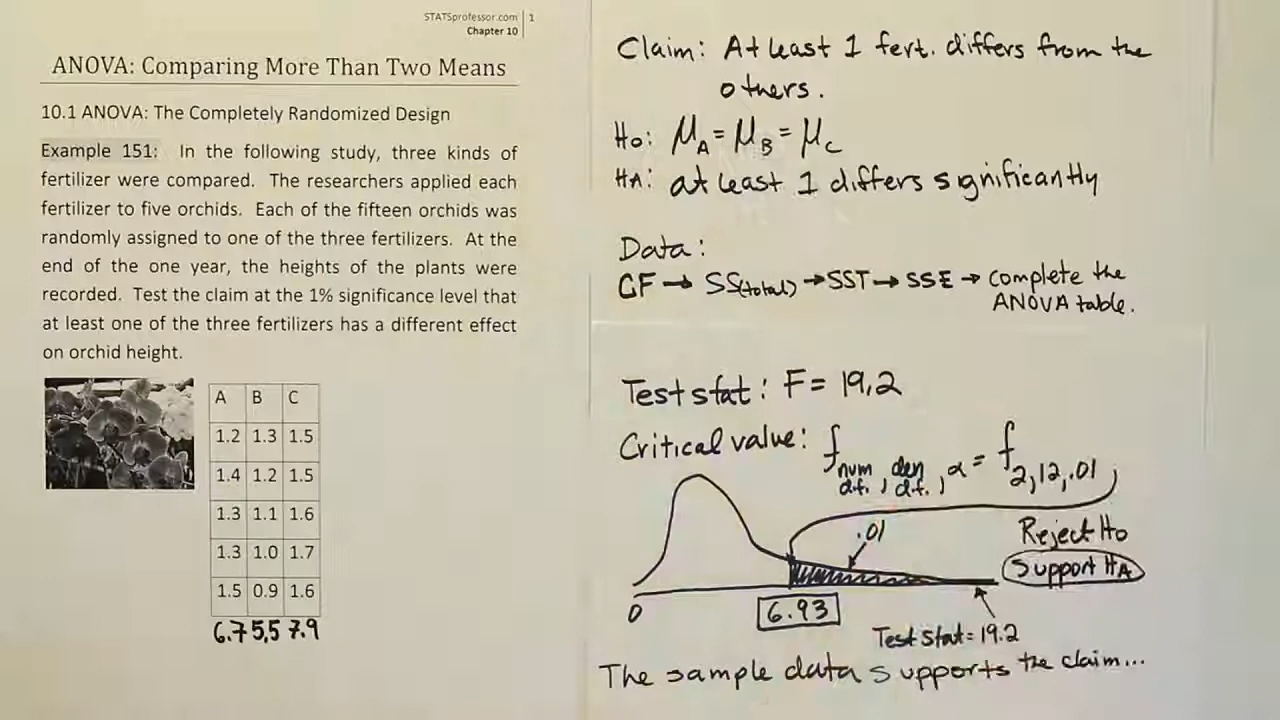 STATSprofessor.com 1
Chapter 10
ANOVA: Comparing More Than Two Means
10.1 ANOVA: The Completely Randomized Design
Example 151: In the following study, three kinds of
fertilizer were compared. The researchers applied each
fertilizer to five orchids. Each of the fifteen orchids was
randomly assigned to one of the three fertilizers. At the
end of the one year, the heights of the plants were
recorded. Test the claim at the 1% significance level that
at least one of the three fertilizers has a different effect
on orchid height.
A B C
1.2 1.3 1.5
1.4 1.2 1.5
1.3 1.1 1.6
1.3 1.0 1.7
1.5 0.9 1.6
6.7 5.5 7.9
Claim: At least 1 fert. differs from the
others.
Ho: μA = μB = μC
HA: at least 1 differs significantly
Data:
CF → SS(total) → SST → SSE → complete the
ANOVA table.
Test stat: F = 19.2
Critical value: f num d.f., den d.f., α = f 2,12,.01
.01
Reject Ho
Support HA
0
6.93
Test stat = 19.2
The sample data supports the claim...